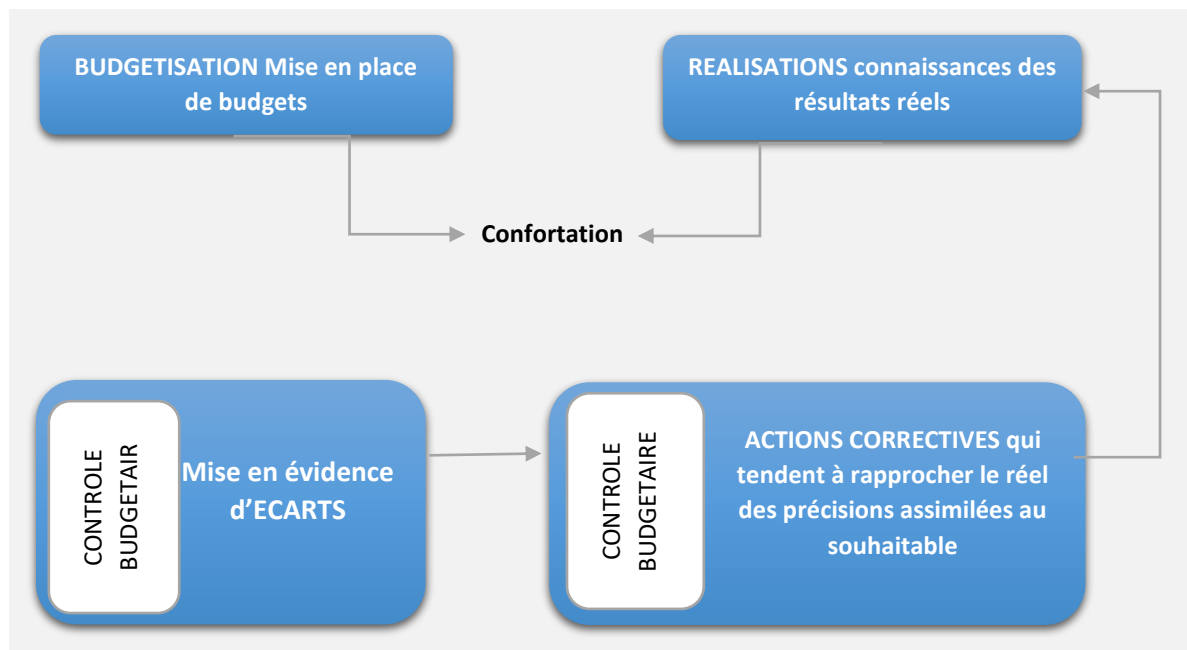 BUDGETISATION Mise en place
de budgets
REALISATIONS connaissances des
résultats réels
Confortation
CONTROLE
BUDGETAIR
Mise en évidence
d’ECARTS
CONTROLE
BUDGETAIRE
ACTIONS CORRECTIVES qui
tendent à rapprocher le réel
des précisions assimilées au
souhaitable